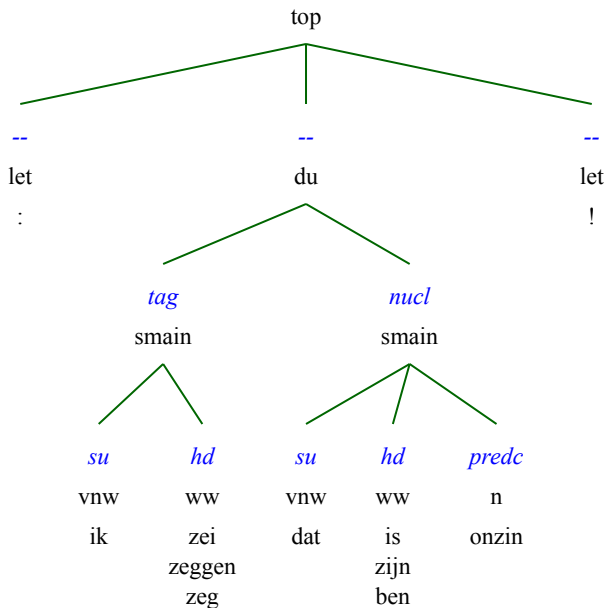 top
-- -- --
let du let
: !
tag nucl
smain smain
su hd su hd predc
vnw ww vnw ww n
ik zei dat is onzin
zeggen zijn
zeg ben